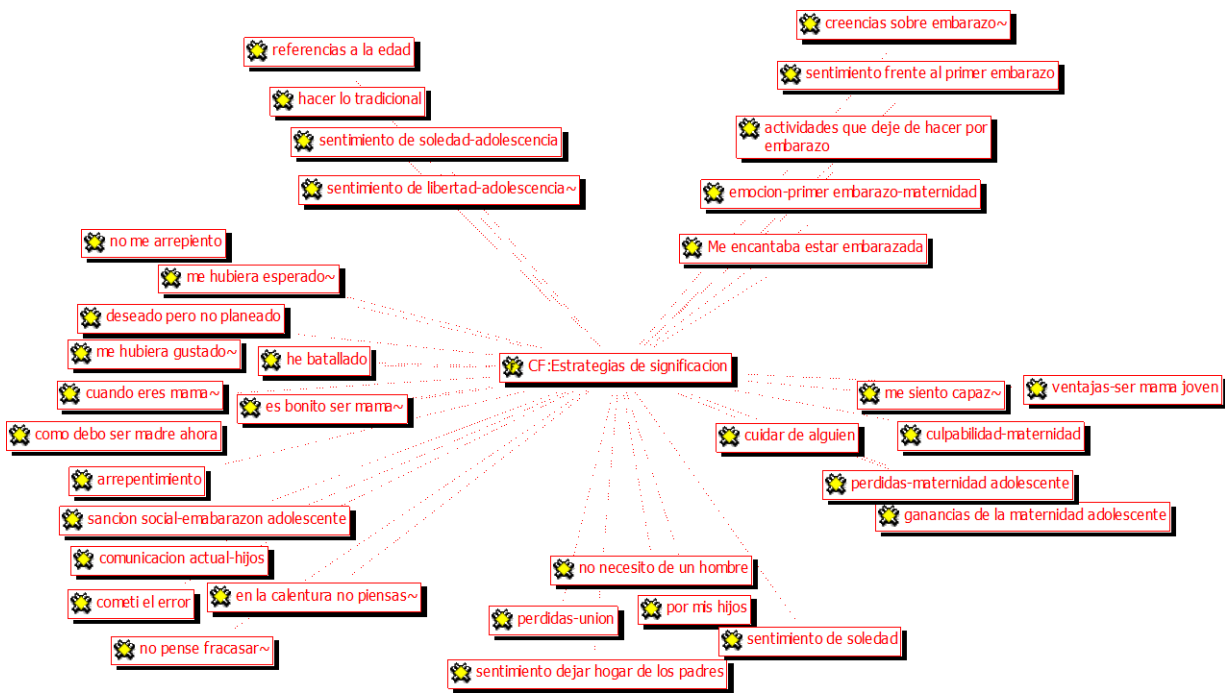 creencias sobre embarazo~
referencias a la edad
sentimiento frente al primer embarazo
hacer lo tradicional
actividades que deje de hacer por
embarazo
sentimiento de soledad-adolescencia
sentimiento de libertad-adolescencia~
emocion-primer embarazo-maternidad
no me arrepiento
Me encantaba estar embarazada
me hubiera esperado~
deseado pero no planeado
me hubiera gustado~
he batallado
CF:Estrategias de significacion
cuando eres mama~
es bonito ser mama~
me siento capaz~
ventajas-ser mama joven
como debo ser madre ahora
cuidar de alguien
culpabilidad-maternidad
arrepentimiento
perdidas-maternidad adolescente
sancion social-emabarazon adolescente
ganancias de la maternidad adolescente
comunicacion actual-hijos
no necesito de un hombre
cometi el error
en la calentura no piensas~
perdidas-union
por mis hijos
no pense fracasar~
sentimiento de soledad
sentimiento dejar hogar de los padres